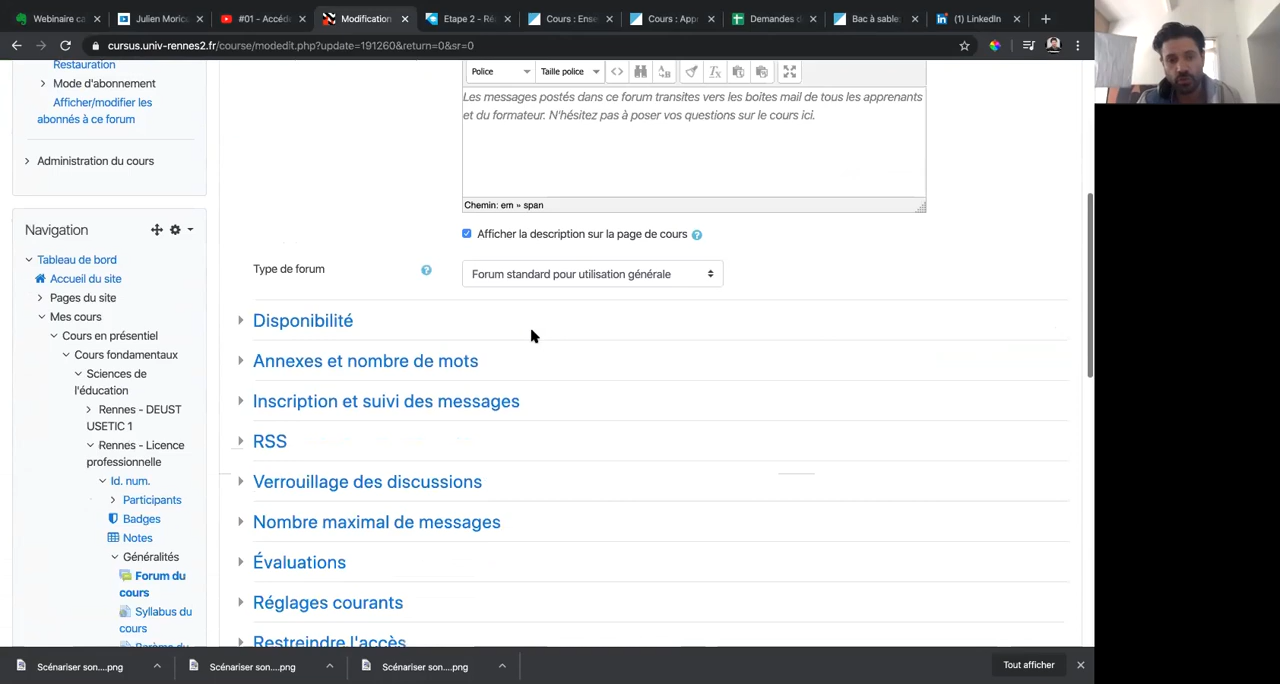 Webinaire ca
Julien Moric
#01 - Accéd
Modification
Etape 2 - Ré
Cours : Ense
Cours : Appr
Demandes d
Bac à sable
(1) LinkedIn
cursus.univ-rennes2.fr/course/modedit.php?update=191260&return=0&sr=0
Restauration
Mode d'abonnement
Afficher/modifier les
abonnés à ce forum
Administration du cours
Navigation
Tableau de bord
Accueil du site
Pages du site
Mes cours
Cours en présentiel
Cours fondamentaux
Sciences de
l'éducation
Rennes - DEUST
USETIC 1
Rennes - Licence
professionnelle
Id. num.
Participants
Badges
Notes
Généralités
Forum du
cours
Syllabus du
cours
Police
Taille police
Les messages postés dans ce forum transites vers les boites mail de tous les apprenants
et du formateur. N'hésitez pas à poser vos questions sur le cours ici.
Chemin: em » span
Afficher la description sur la page de cours
Type de forum
Forum standard pour utilisation générale
Disponibilité
Annexes et nombre de mots
Inscription et suivi des messages
RSS
Verrouillage des discussions
Nombre maximal de messages
Évaluations
Réglages courants
Restreindre l'accès
Scénariser son....png
Scénariser son....png
Scénariser son....png
Tout afficher